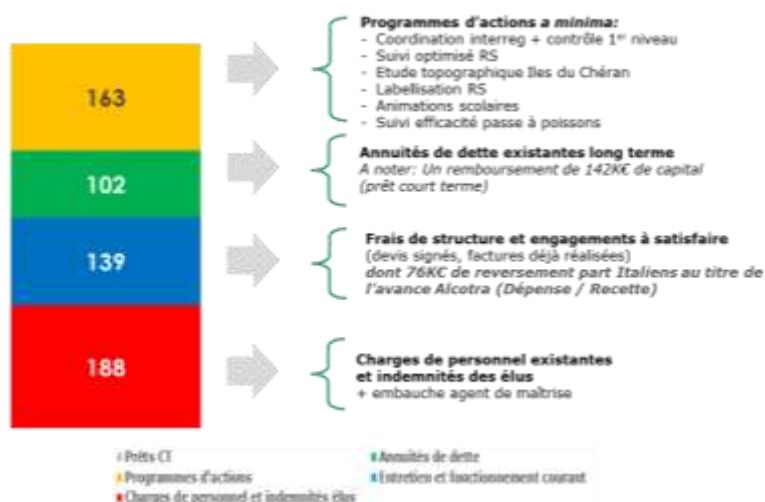 163
Programmes d'actions a minima:
- Coordination interreg + contrôle 1er niveau
- Suivi optimisé RS
- Etude topographique Iles du Chéran
- Labellisation RS
- Animations scolaires
- Suivi efficacité passe à poissons
102
Annuités de dette existantes long terme
A noter: Un remboursement de 142K€ de capital
(prêt court terme)
139
Frais de structure et engagements à satisfaire
(devis signés, factures déjà réalisées)
dont 76K€ de reversement part Italiens au titre de
l'avance Alcotra (Dépense / Recette)
188
Charges de personnel existantes
et indemnités des élus
+ embauche agent de maîtrise
Prêts CT
Annuités de dette
Programmes d'actions
Entretien et fonctionnement courant
Charges de personnel et indemnités élus